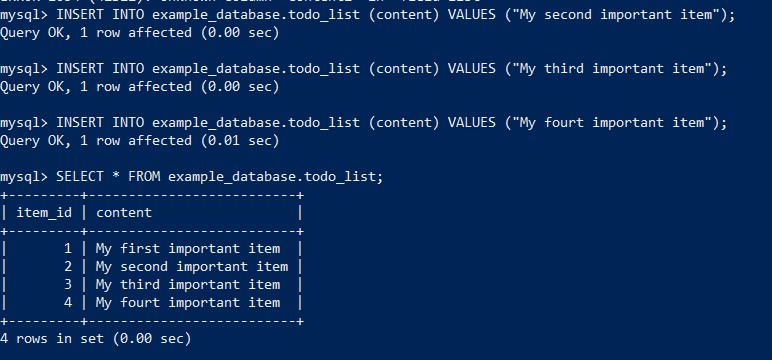 mysql> INSERT INTO example_database.todo_list (content) VALUES ("My second important item");
Query OK, 1 row affected (0.00 sec)
mysql> INSERT INTO example_database.todo_list (content) VALUES ("My third important item");
Query OK, 1 row affected (0.00 sec)
mysql> INSERT INTO example_database.todo_list (content) VALUES ("My fourt important item");
Query OK, 1 row affected (0.01 sec)
mysql> SELECT * FROM example_database.todo_list;
+---------+--------------------------+
| item_id | content                  |
+---------+--------------------------+
|       1 | My first important item  |
|       2 | My second important item |
|       3 | My third important item  |
|       4 | My fourt important item  |
+---------+--------------------------+
4 rows in set (0.00 sec)